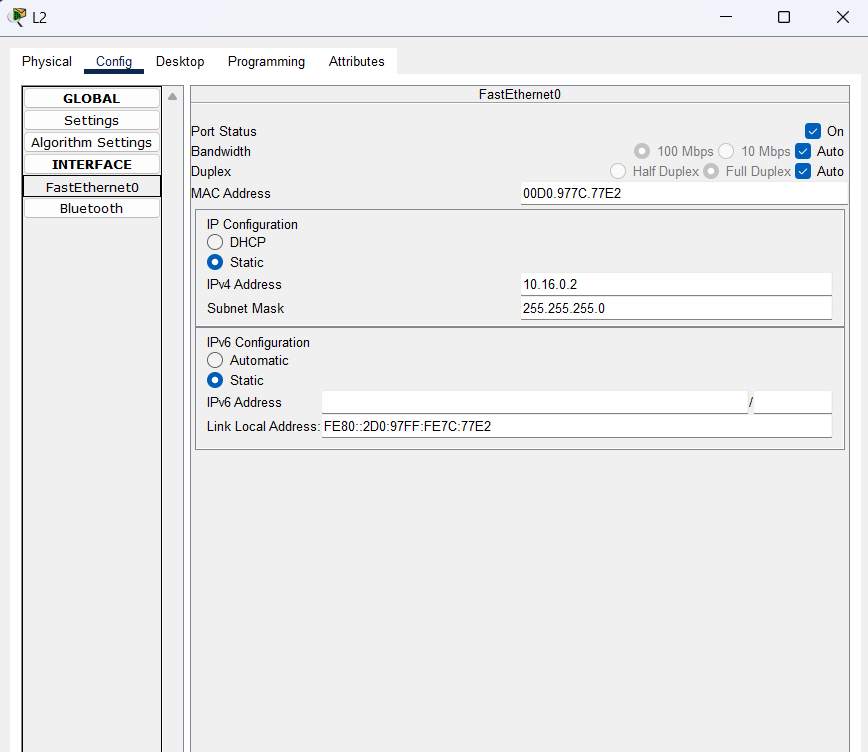 L2
Physical Config Desktop Programming Attributes
GLOBAL
Settings
Algorithm Settings
INTERFACE
FastEthernet0
Bluetooth
FastEthernet0
Port Status On
Bandwidth 100 Mbps 10 Mbps Auto
Duplex Half Duplex Full Duplex Auto
MAC Address 00D0.977C.77E2
IP Configuration
DHCP
Static
IPv4 Address 10.16.0.2
Subnet Mask 255.255.255.0
IPv6 Configuration
Automatic
Static
IPv6 Address /
Link Local Address: FE80::2D0:97FF:FE7C:77E2